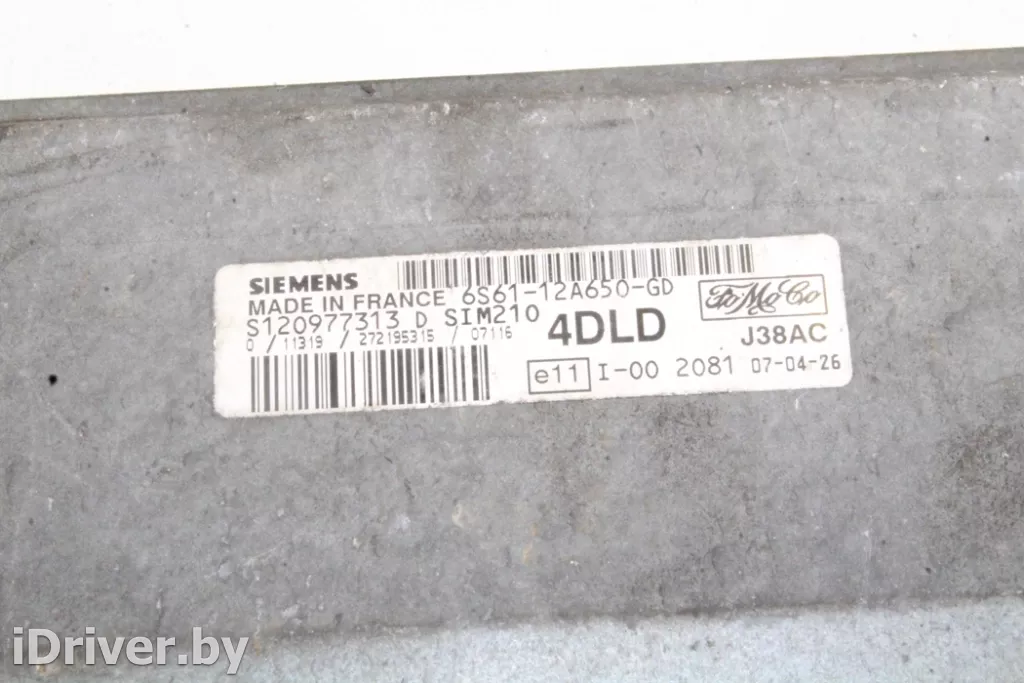 SIEMENS
MADE IN FRANCE 6S61-12A650-GD
S120977313 D SIM210
0 / 11319 / 272195315 / 07116
4DLD
FoMoCo
J38AC
e11 I-00 2081 07-04-26
iDriver.by